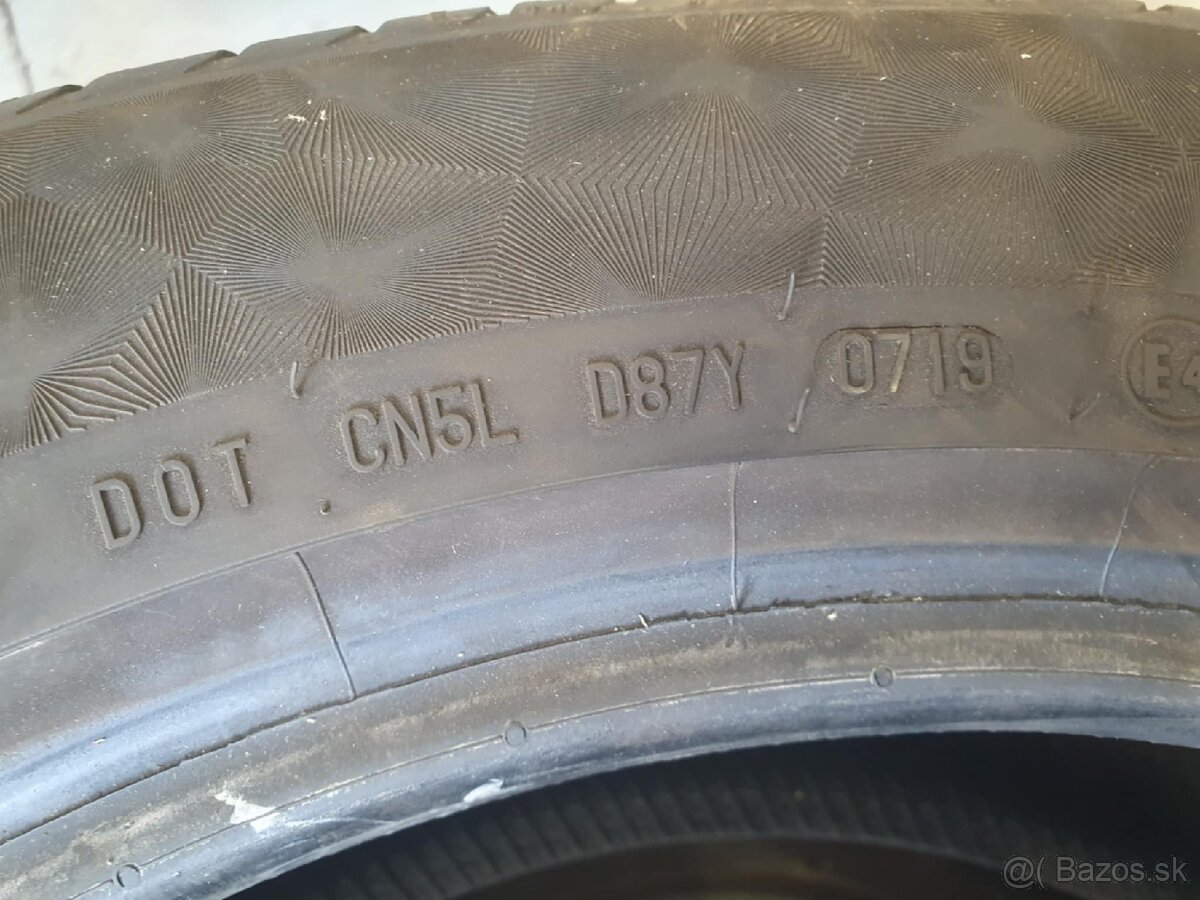 DOT CN5L D87Y 0719 E4
@( Bazos.sk